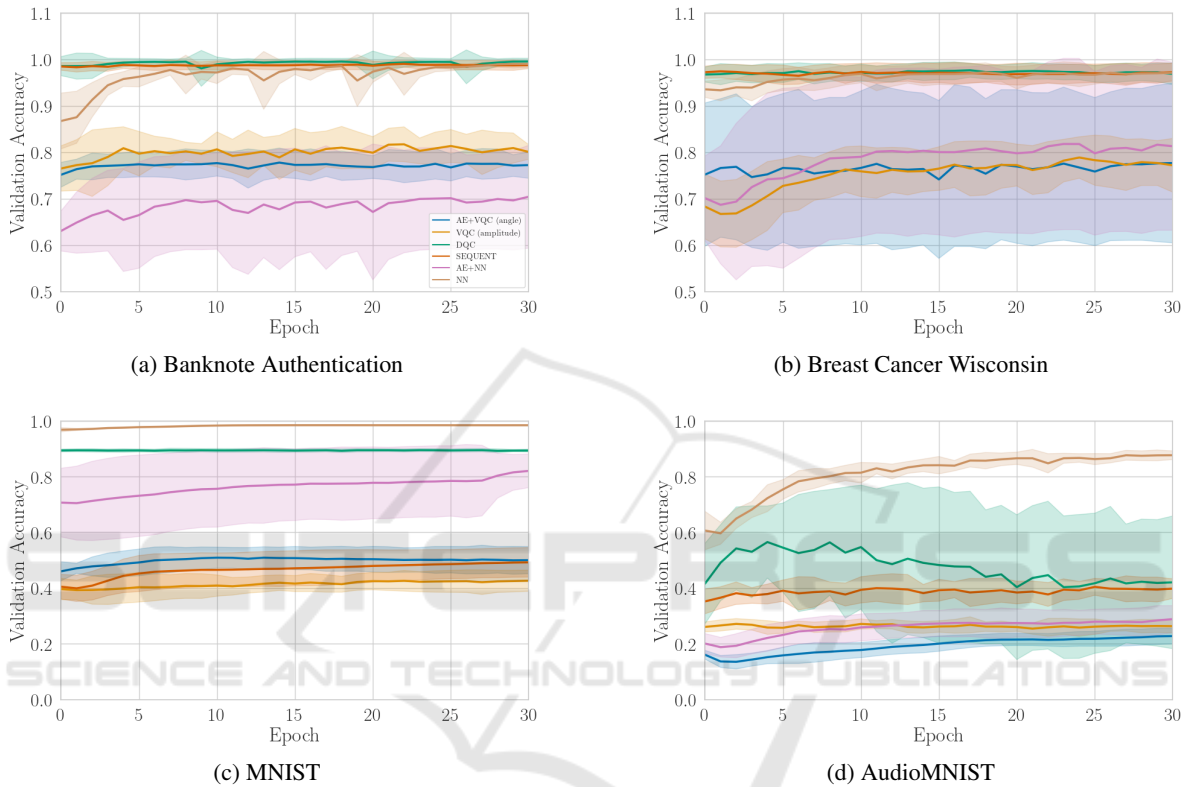 1.1
1.0
0.9
0.8
0.7
0.6
0.5
Validation Accuracy
0 5 10 15 20 25 30
Epoch
AE+VQC (angle)
VQC (amplitude)
DQC
SEQUENT
AE+NN
NN
(a) Banknote Authentication
1.1
1.0
0.9
0.8
0.7
0.6
0.5
Validation Accuracy
0 5 10 15 20 25 30
Epoch
(b) Breast Cancer Wisconsin
1.0
0.8
0.6
0.4
0.2
0.0
Validation Accuracy
0 5 10 15 20 25 30
Epoch
(c) MNIST
1.0
0.8
0.6
0.4
0.2
0.0
Validation Accuracy
0 5 10 15 20 25 30
Epoch
(d) AudioMNIST
SCITEPRESS
SCIENCE AND TECHNOLOGY PUBLICATIONS